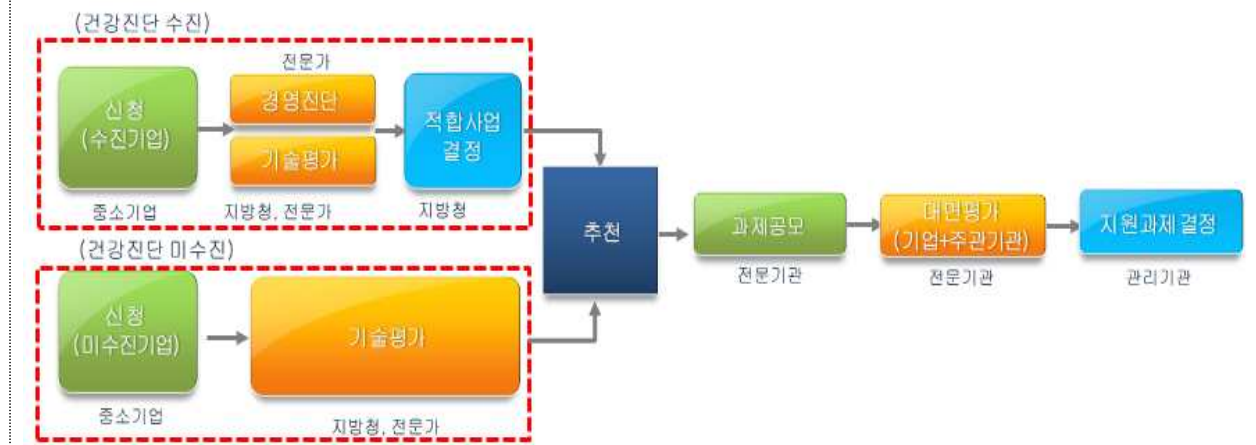 (건강진단 수진)
전문가
신청
(수진기업)
경영진단
기술평가
적합사업
결정
중소기업
지방청, 전문가
지방청
(건강진단 미수진)
신청
(미수진기업)
기술평가
중소기업
지방청, 전문가
추천
과제공모
전문기관
대면평가
(기업+주관기관)
전문기관
지원과제 결정
관리기관